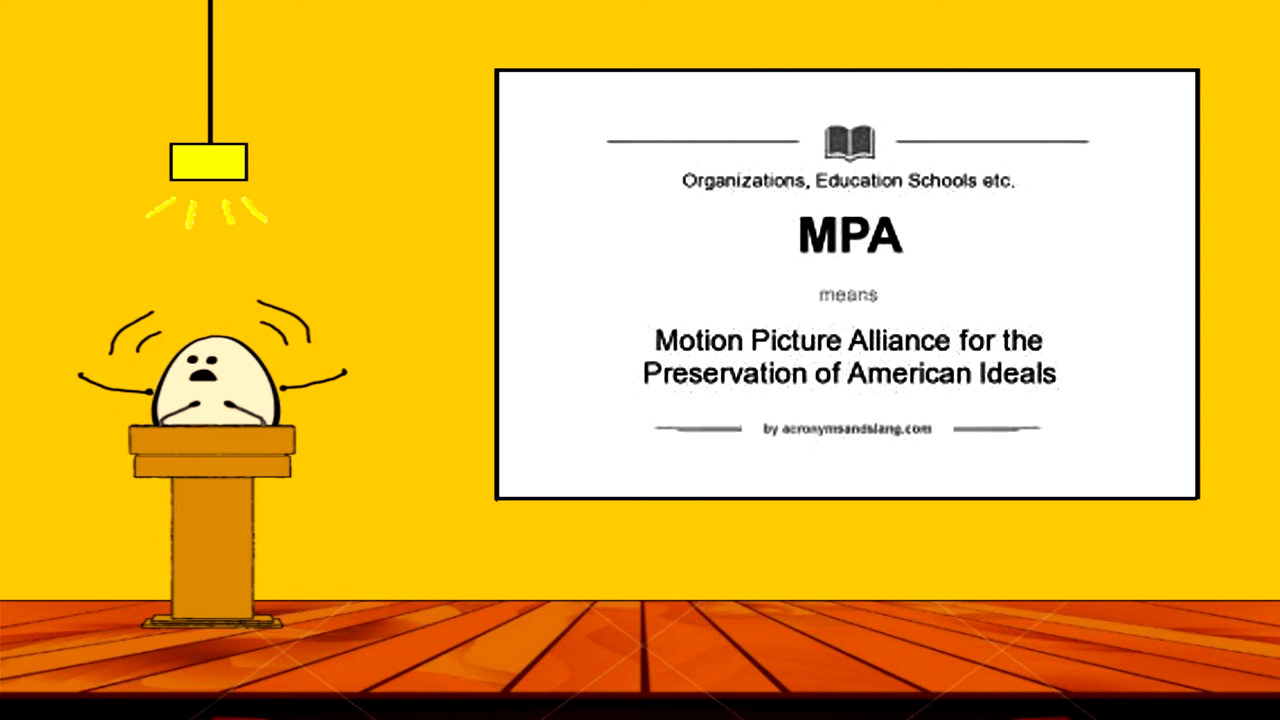 Organizations, Education Schools etc.
MPA
means
Motion Picture Alliance for the
Preservation of American Ideals
by acronymsandslang.com